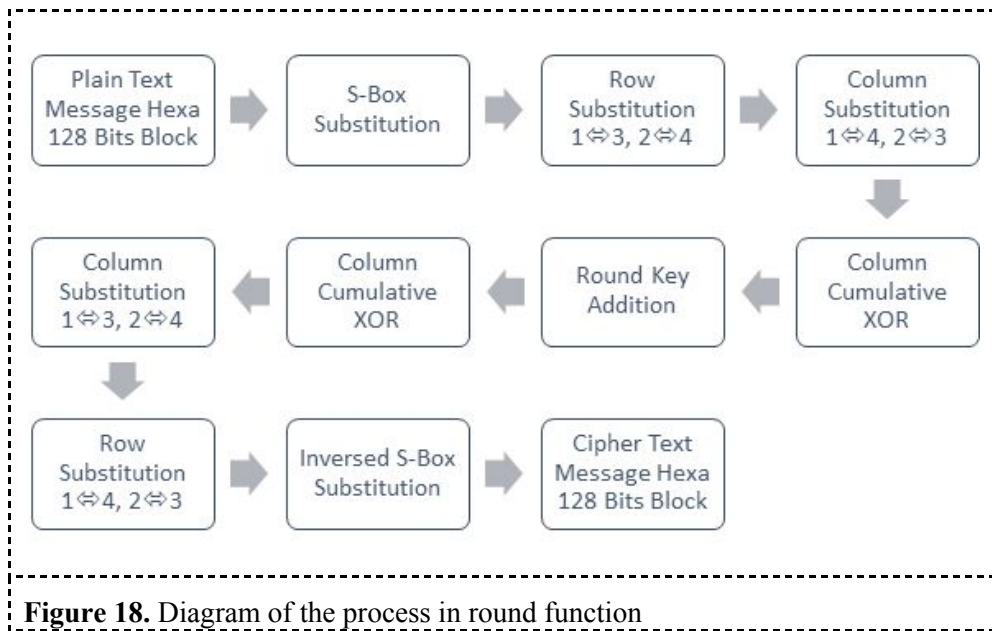 Plain Text
Message Hexa
128 Bits Block
S-Box
Substitution
Row
Substitution
1⇔3, 2⇔4
Column
Substitution
1⇔4, 2⇔3
Column
Substitution
1⇔3, 2⇔4
Column
Cumulative
XOR
Round Key
Addition
Column
Cumulative
XOR
Row
Substitution
1⇔4, 2⇔3
Inversed S-Box
Substitution
Cipher Text
Message Hexa
128 Bits Block
Figure 18. Diagram of the process in round function